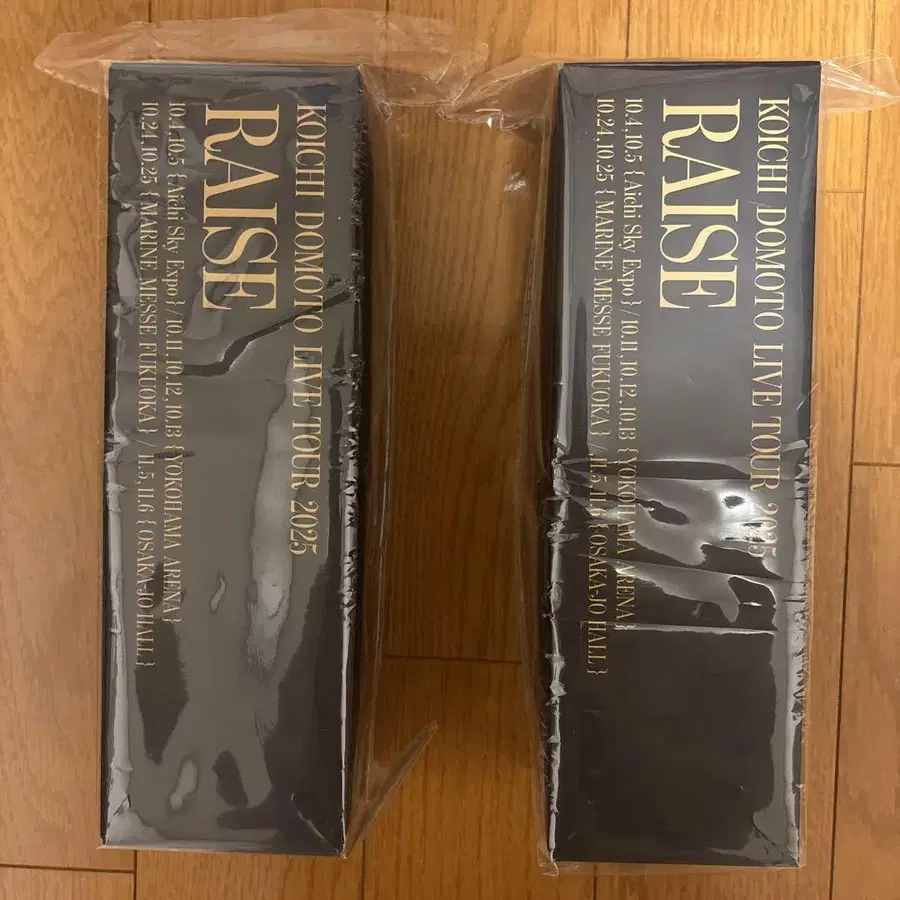 KOICHI DOMOTO LIVE TOUR 2025
RAISE
10.4,10.5 { Aichi Sky Expo } / 10.11,10.12,10.13 { YOKOHAMA ARENA }
10.24,10.25 { MARINE MESSE FUKUOKA } / 11.5,11.6 { OSAKA-JO HALL }
KOICHI DOMOTO LIVE TOUR 2025
RAISE
10.4,10.5 { Aichi Sky Expo } / 10.11,10.12,10.13 { YOKOHAMA ARENA }
10.24,10.25 { MARINE MESSE FUKUOKA } / 11.5,11.6 { OSAKA-JO HALL }